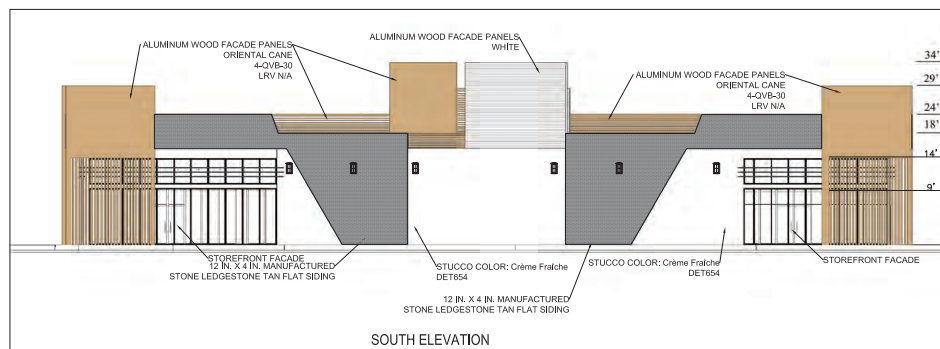 ALUMINUM WOOD FACADE PANELS
ORIENTAL CANE
4-QVB-30
LRV N/A
ALUMINUM WOOD FACADE PANELS
WHITE
ALUMINUM WOOD FACADE PANELS
ORIENTAL CANE
4-QVB-30
LRV N/A
34'
29'
24'
18'
14'
9'
STOREFRONT FACADE
12 IN. X 4 IN. MANUFACTURED
STONE LEDGESTONE TAN FLAT SIDING
STUCCO COLOR: Crème Fraîche
DET654
12 IN. X 4 IN. MANUFACTURED
STONE LEDGESTONE TAN FLAT SIDING
STUCCO COLOR: Crème Fraîche
DET654
STOREFRONT FACADE
SOUTH ELEVATION